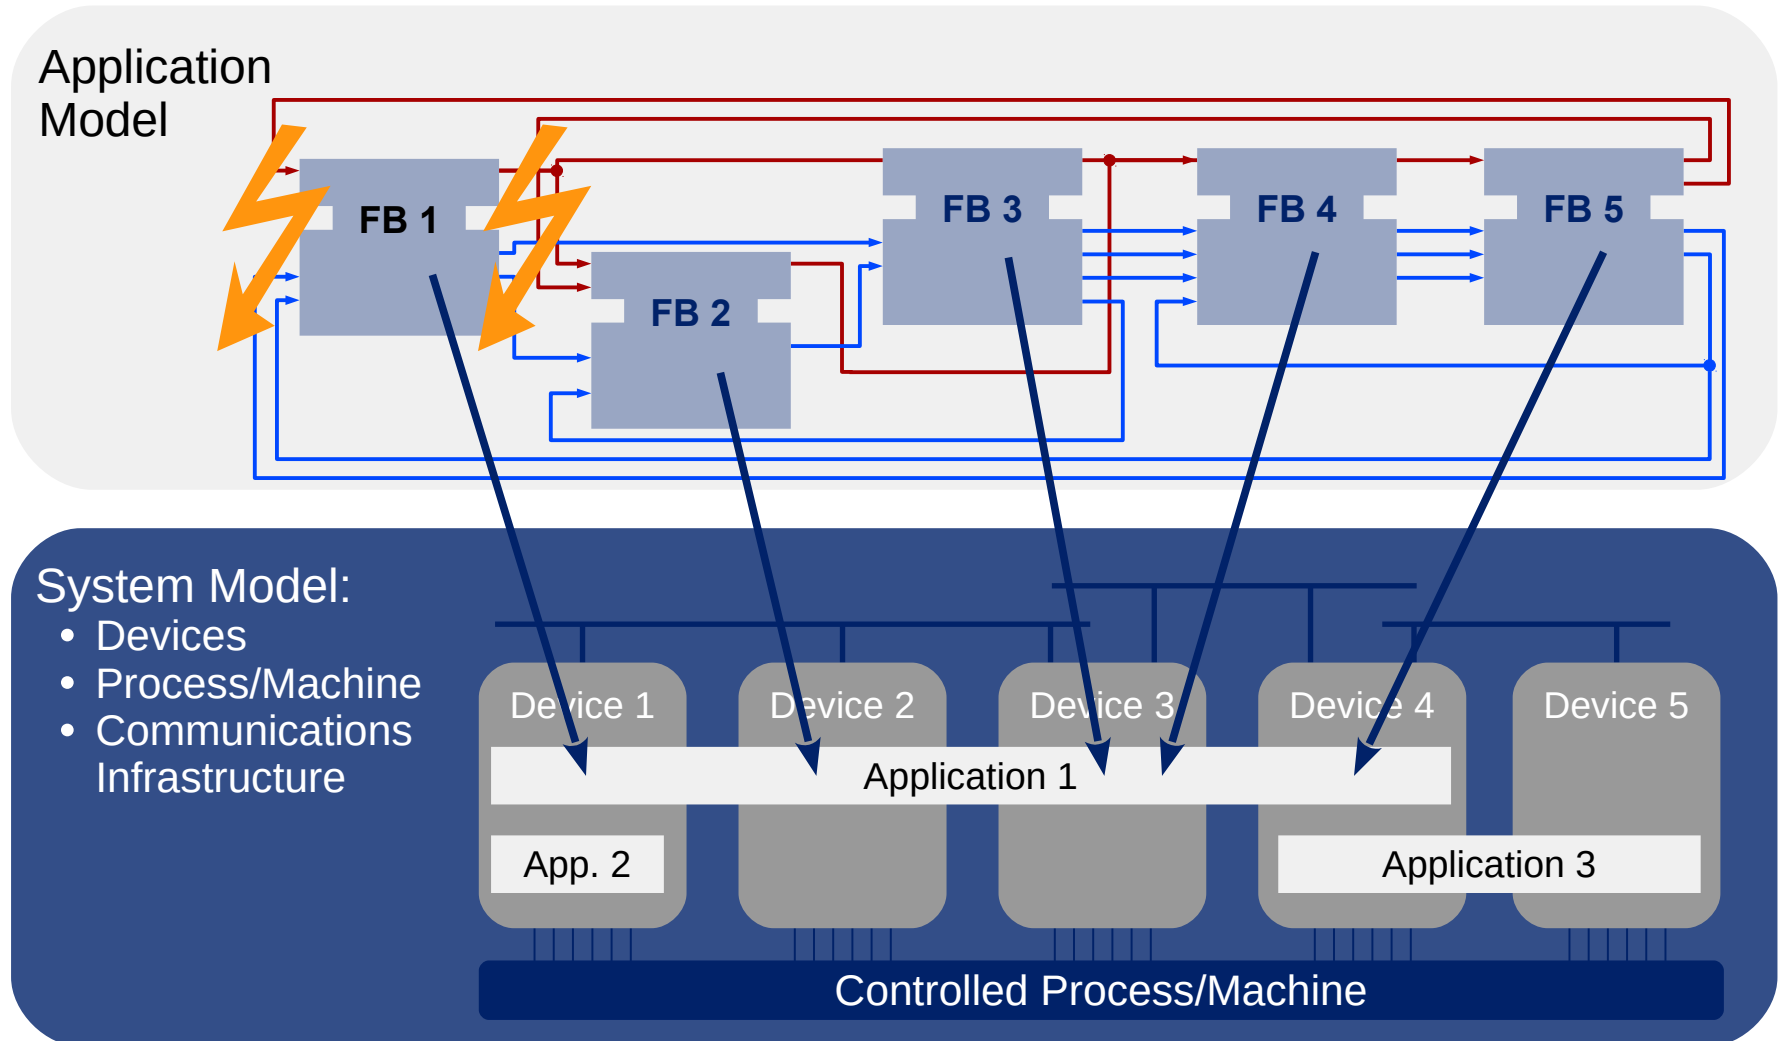 Application
Model
FB 1
FB 2
FB 3
FB 4
FB 5
System Model:
• Devices
• Process/Machine
• Communications
Infrastructure
Device 1
Device 2
Device 3
Device 4
Device 5
Application 1
App. 2
Application 3
Controlled Process/Machine